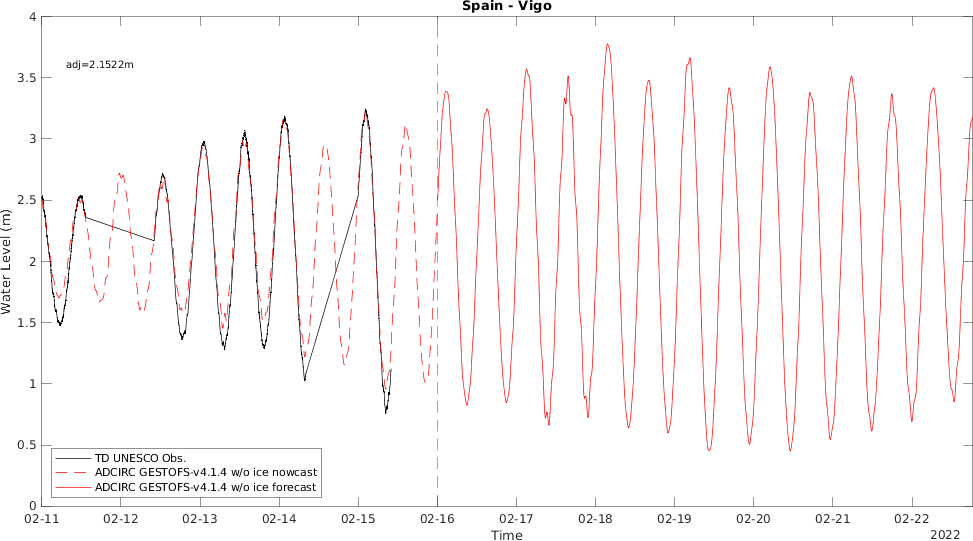 Spain - Vigo
adj=2.1522m
Water Level (m)
4
3.5
3
2.5
2
1.5
1
0.5
0
TD UNESCO Obs.
ADCIRC GESTOFS-v4.1.4 w/o ice nowcast
ADCIRC GESTOFS-v4.1.4 w/o ice forecast
02-11 02-12 02-13 02-14 02-15 02-16 02-17 02-18 02-19 02-20 02-21 02-22
Time
2022